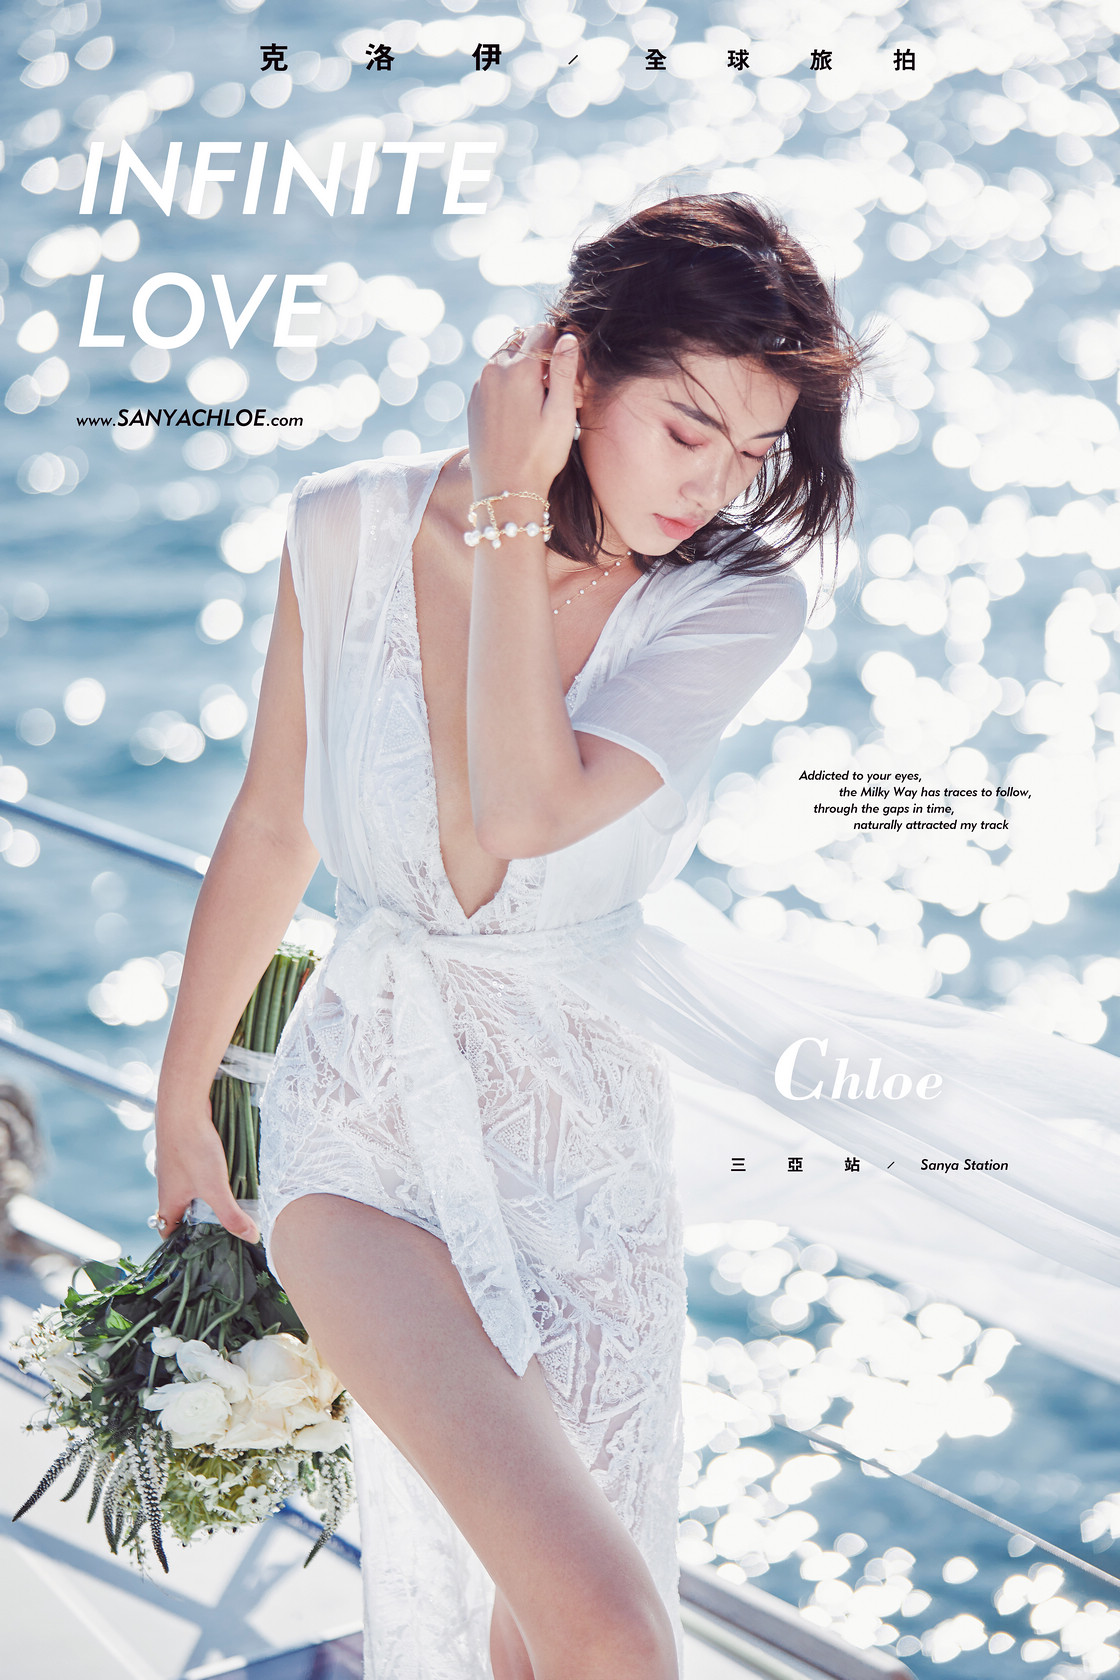 克洛伊 / 全球旅拍
INFINITE
LOVE
www.SANYACHLOE.com
Addicted to your eyes,
the Milky Way has traces to follow,
through the gaps in time,
naturally attracted my track
Chloe
三亞站 / Sanya Station